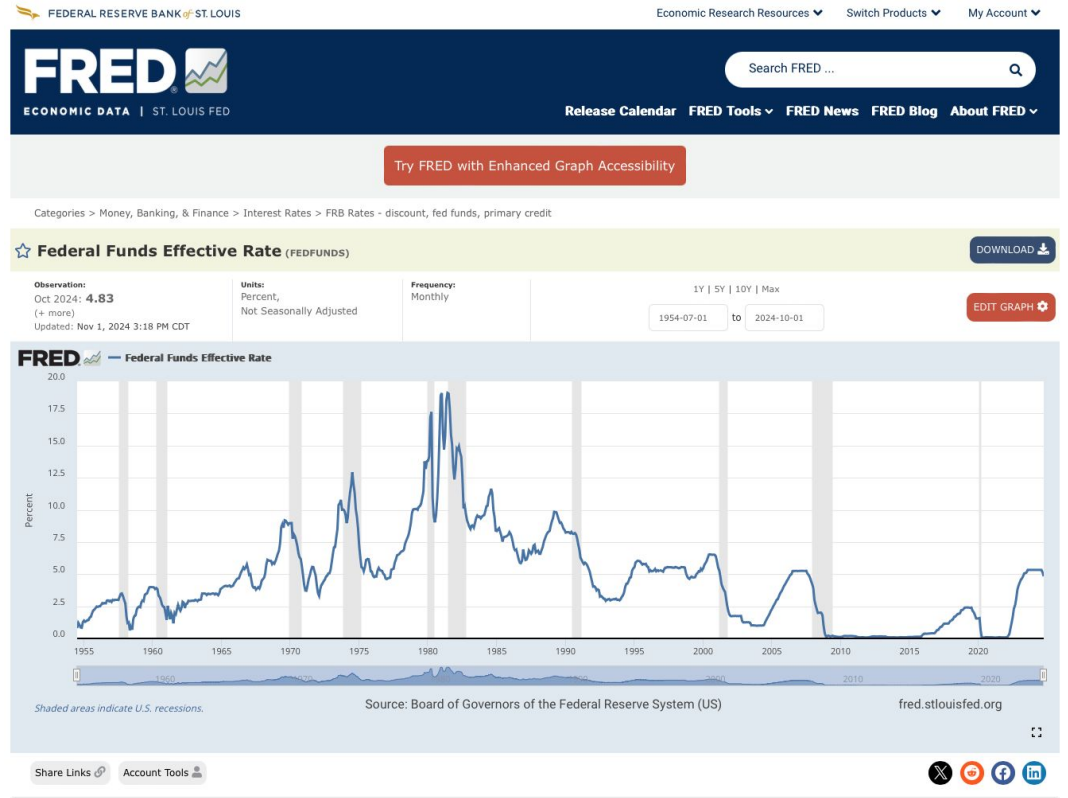 FEDERAL RESERVE BANK of ST. LOUIS
Economic Research Resources Switch Products My Account
FRED
ECONOMIC DATA | ST. LOUIS FED
Search FRED ...
Release Calendar FRED Tools FRED News FRED Blog About FRED
Try FRED with Enhanced Graph Accessibility
Categories > Money, Banking, & Finance > Interest Rates > FRB Rates - discount, fed funds, primary credit
Federal Funds Effective Rate (FEDFUNDS)
DOWNLOAD
Observation:
Oct 2024: 4.83
(+ more)
Updated: Nov 1, 2024 3:18 PM CDT
Units:
Percent,
Not Seasonally Adjusted
Frequency:
Monthly
1Y | 5Y | 10Y | Max
1954-07-01 to 2024-10-01
EDIT GRAPH
FRED Federal Funds Effective Rate
20.0
17.5
15.0
12.5
10.0
7.5
5.0
2.5
0.0
Percent
1955 1960 1965 1970 1975 1980 1985 1990 1995 2000 2005 2010 2015 2020
1960 1970 1980 1990 2000 2010 2020
Shaded areas indicate U.S. recessions.
Source: Board of Governors of the Federal Reserve System (US)
fred.stlouisfed.org
Share Links Account Tools